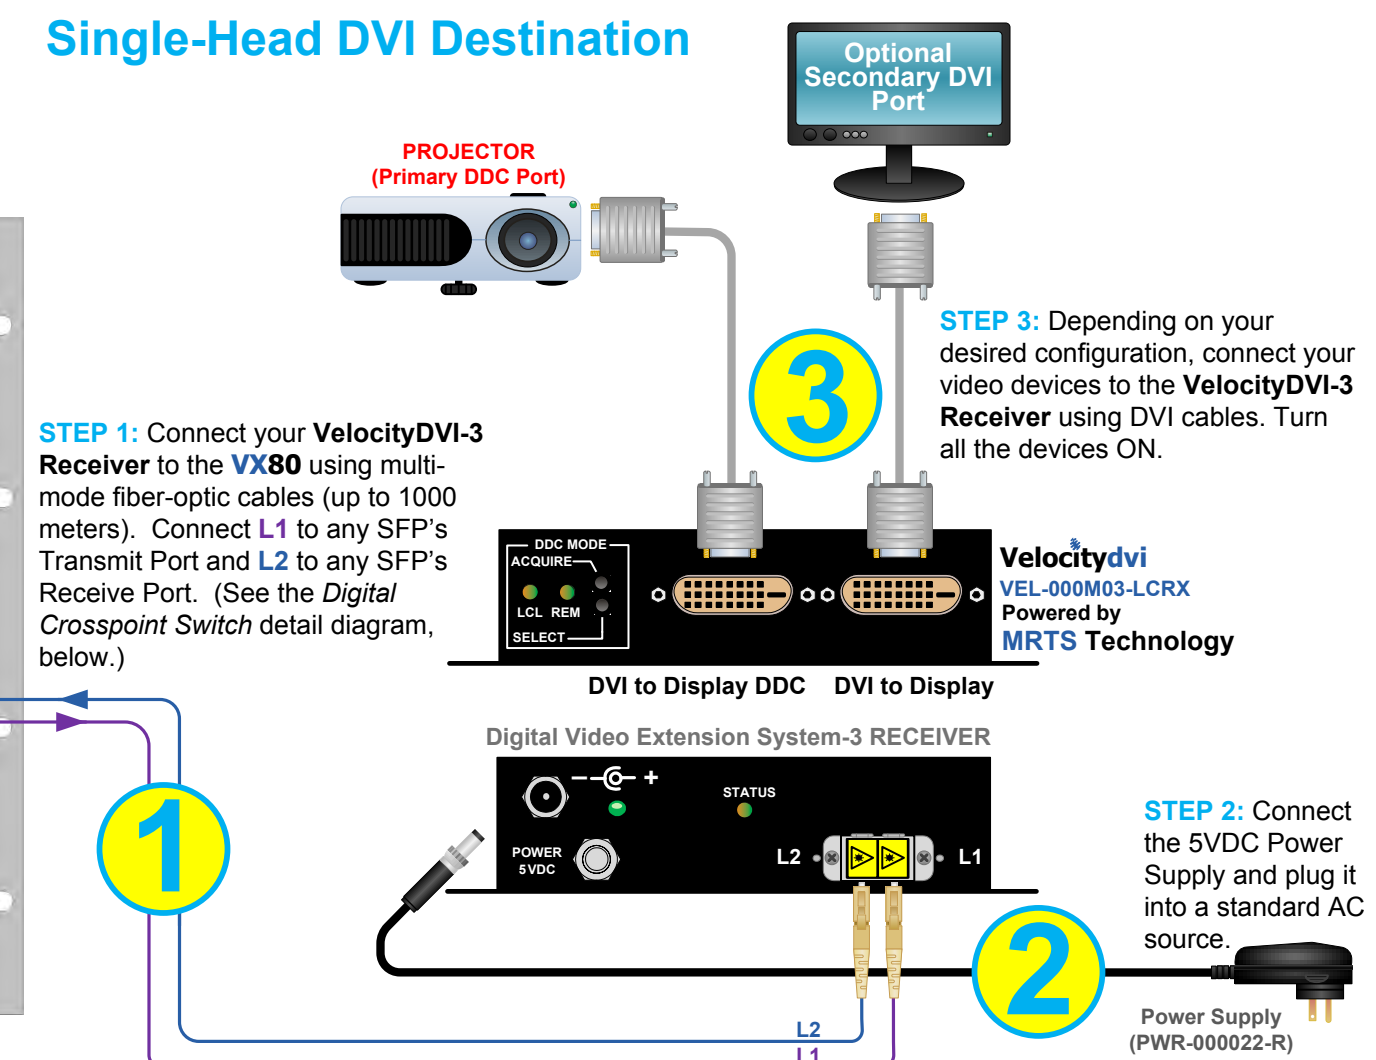 Single-Head DVI Destination
Optional
Secondary DVI
Port
PROJECTOR
(Primary DDC Port)
3
STEP 3: Depending on your
desired configuration, connect your
video devices to the VelocityDVI-3
Receiver using DVI cables. Turn
all the devices ON.
STEP 1: Connect your VelocityDVI-3
Receiver to the VX80 using multi-
mode fiber-optic cables (up to 1000
meters). Connect L1 to any SFP's
Transmit Port and L2 to any SFP's
Receive Port. (See the Digital
Crosspoint Switch detail diagram,
below.)
DDC MODE
ACQUIRE
LCL REM
SELECT
Velocitydvi
VEL-000M03-LCRX
Powered by
MRTS Technology
DVI to Display DDC DVI to Display
Digital Video Extension System-3 RECEIVER
1
- +
STATUS
POWER
5VDC
L2 L1
STEP 2: Connect
the 5VDC Power
Supply and plug it
into a standard AC
source.
2
Power Supply
(PWR-000022-R)
L2
L1